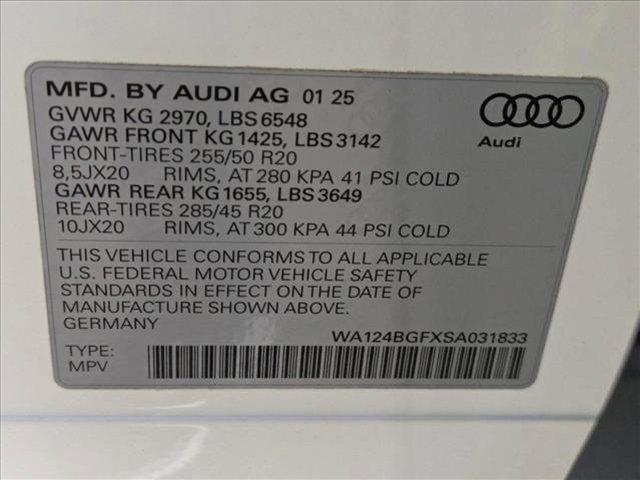 MFD. BY AUDI AG 01 25
GVWR KG 2970, LBS 6548
GAWR FRONT KG 1425, LBS 3142
FRONT-TIRES 255/50 R20
8,5JX20 RIMS, AT 280 KPA 41 PSI COLD
GAWR REAR KG 1655, LBS 3649
REAR-TIRES 285/45 R20
10JX20 RIMS, AT 300 KPA 44 PSI COLD
Audi
THIS VEHICLE CONFORMS TO ALL APPLICABLE
U.S. FEDERAL MOTOR VEHICLE SAFETY
STANDARDS IN EFFECT ON THE DATE OF
MANUFACTURE SHOWN ABOVE.
GERMANY
WA124BGFXSA031833
TYPE:
MPV